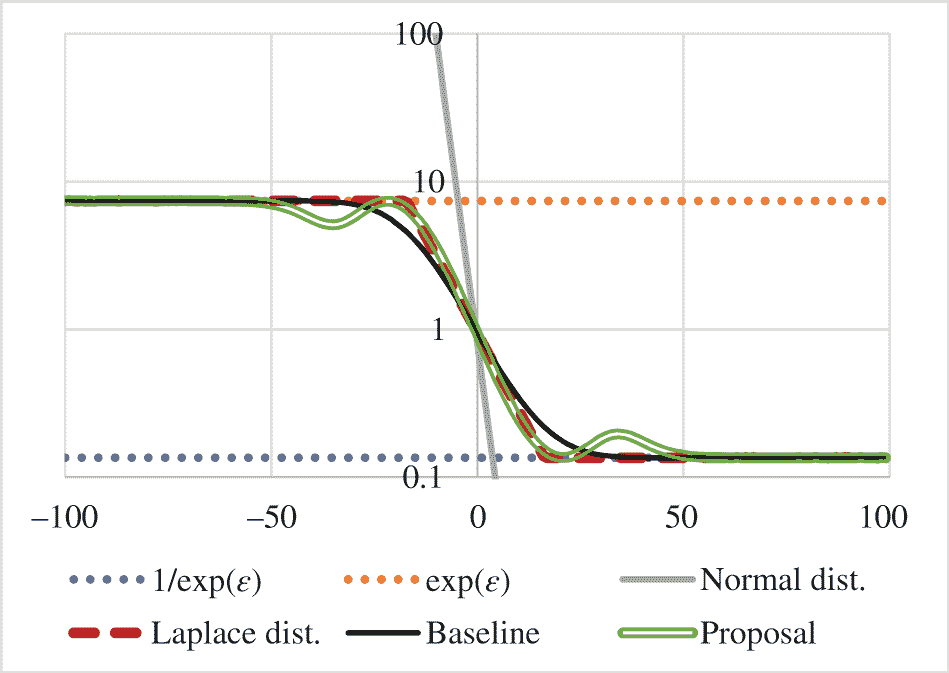 100
10
1
0.1
–100 –50 0 50 100
1/exp(ε) exp(ε) Normal dist.
Laplace dist. Baseline Proposal